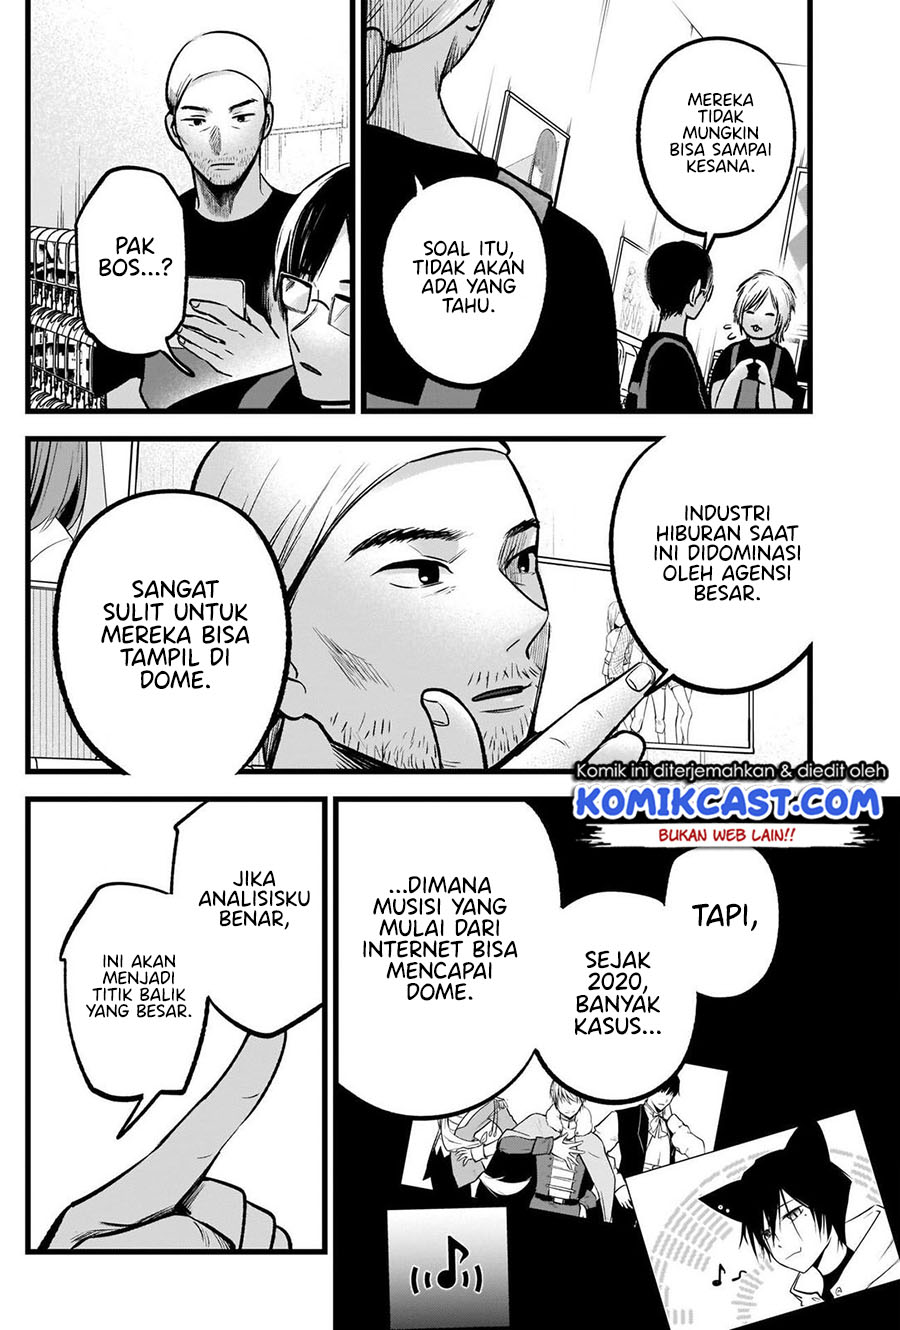 MEREKA
TIDAK
MUNGKIN
BISA SAMPAI
KESANA.
SOAL ITU,
TIDAK AKAN
ADA YANG
TAHU.
PAK
BOS...?
INDUSTRI
HIBURAN SAAT
INI DIDOMINASI
OLEH AGENSI
BESAR.
SANGAT
SULIT UNTUK
MEREKA BISA
TAMPIL DI
DOME.
Komik ini diterjemahkan & diedit oleh
KOMIKCAST.COM
BUKAN WEB LAIN!!
TAPI,
SEJAK
2020,
BANYAK
KASUS...
...DIMANA
MUSISI YANG
MULAI DARI
INTERNET BISA
MENCAPAI
DOME.
JIKA
ANALISISKU
BENAR,
INI AKAN
MENJADI
TITIK BALIK
YANG BESAR.